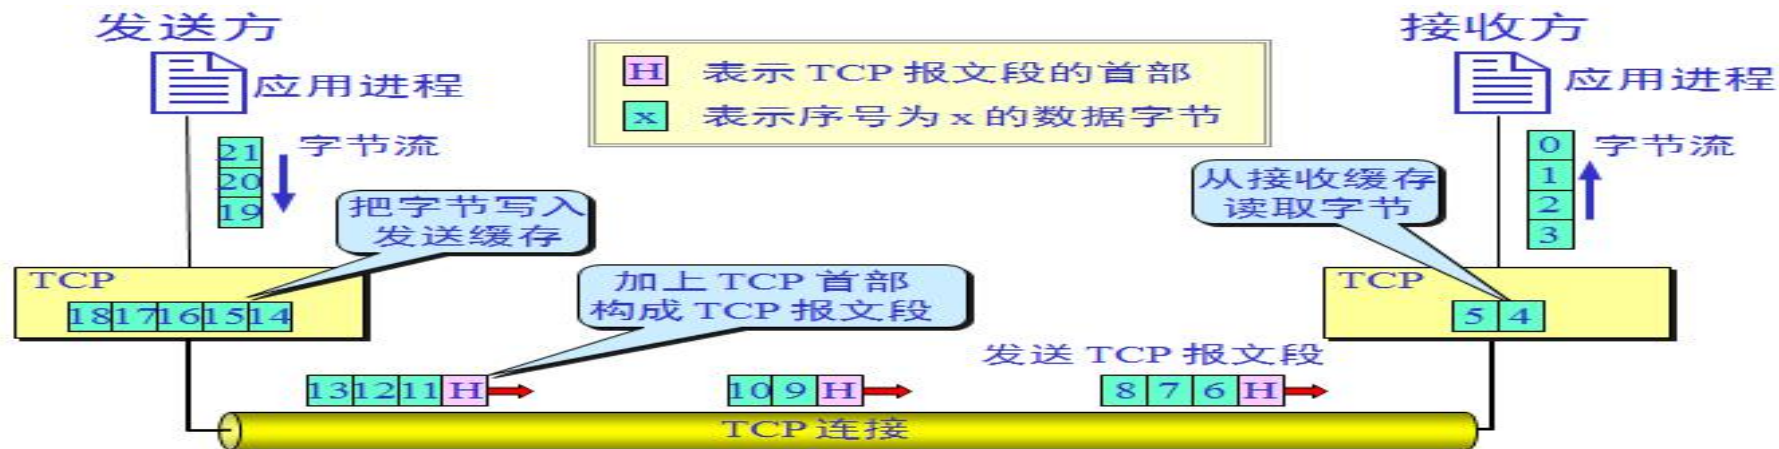 发送方
接收方
应用进程
应用进程
H 表示 TCP 报文段的首部
x 表示序号为 x 的数据字节
21
20
19
字节流
0
1
2
3
字节流
把字节写入
发送缓存
从接收缓存
读取字节
TCP
18 17 16 15 14
加上 TCP 首部
构成 TCP 报文段
TCP
5 4
发送 TCP 报文段
13 12 11 H
10 9 H
8 7 6 H
TCP 连接